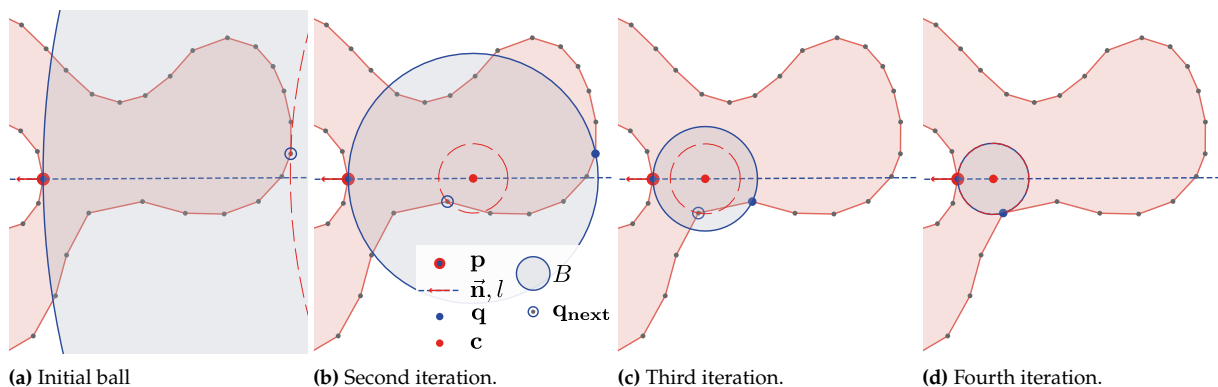 p
n⃗, l
q
c
B
q_next
(a) Initial ball
(b) Second iteration.
(c) Third iteration.
(d) Fourth iteration.